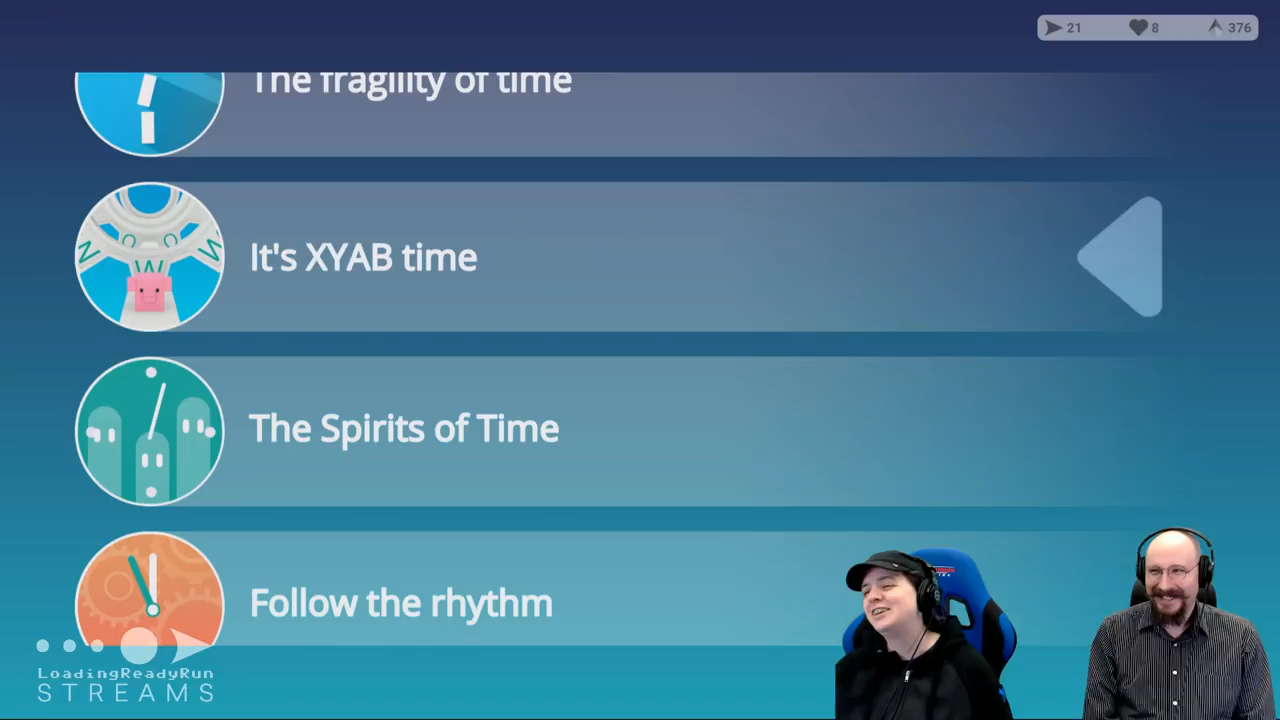 21
8
376
The fragility of time
It's XYAB time
The Spirits of Time
Follow the rhythm
LoadingReadyRun
STREAMS